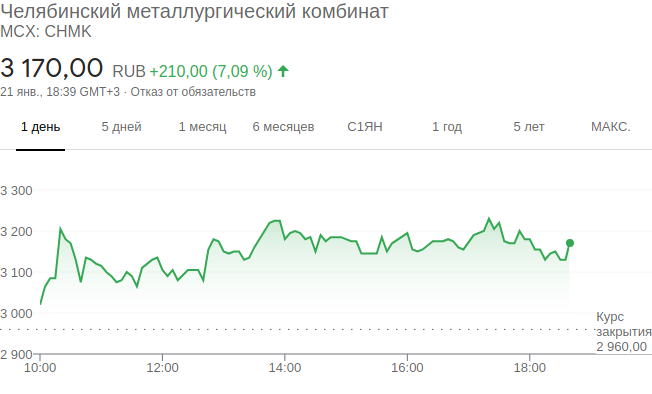 Челябинский металлургический комбинат
MCX: CHMK
3 170,00 RUB +210,00 (7,09 %)
21 янв., 18:39 GMT+3 · Отказ от обязательств
1 день 5 дней 1 месяц 6 месяцев С1ЯН 1 год 5 лет МАКС.
3 300
3 200
3 100
3 000
Курс
закрытия
2 960,00
2 900
10:00 12:00 14:00 16:00 18:00